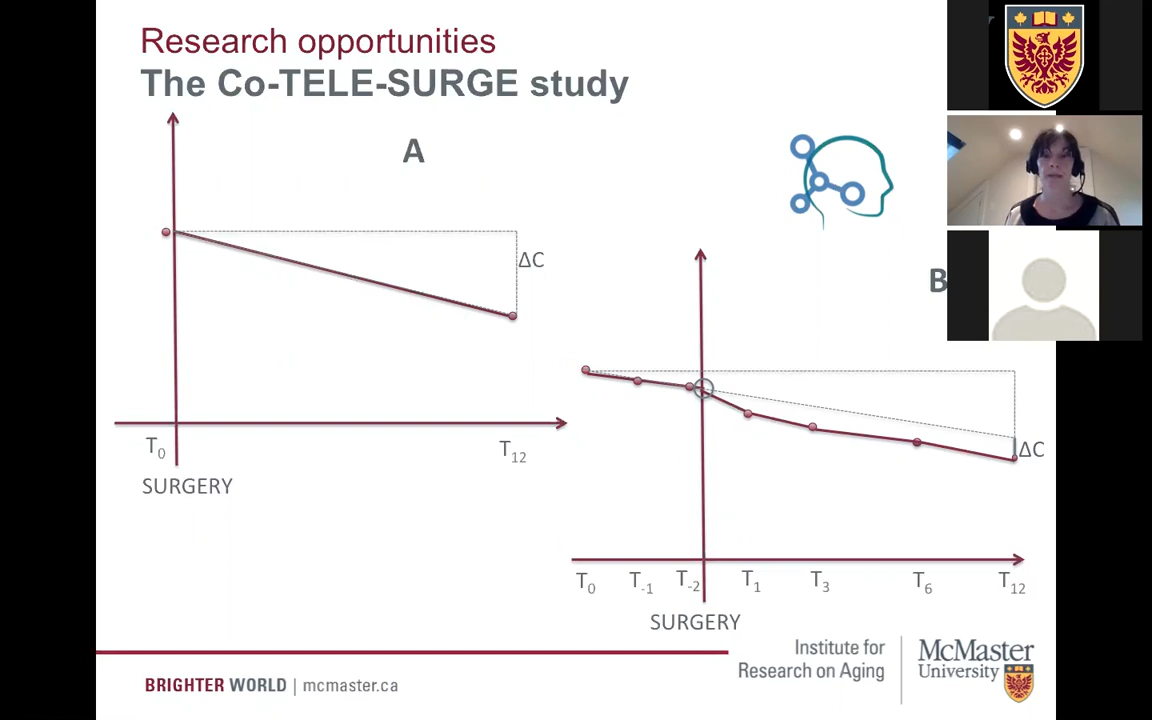 Research opportunities
The Co-TELE-SURGE study
A
ΔC
T0
T12
SURGERY
B
ΔC
T0
T-1
T-2
T1
T3
T6
T12
SURGERY
Institute for
Research on Aging
McMaster
University
BRIGHTER WORLD | mcmaster.ca